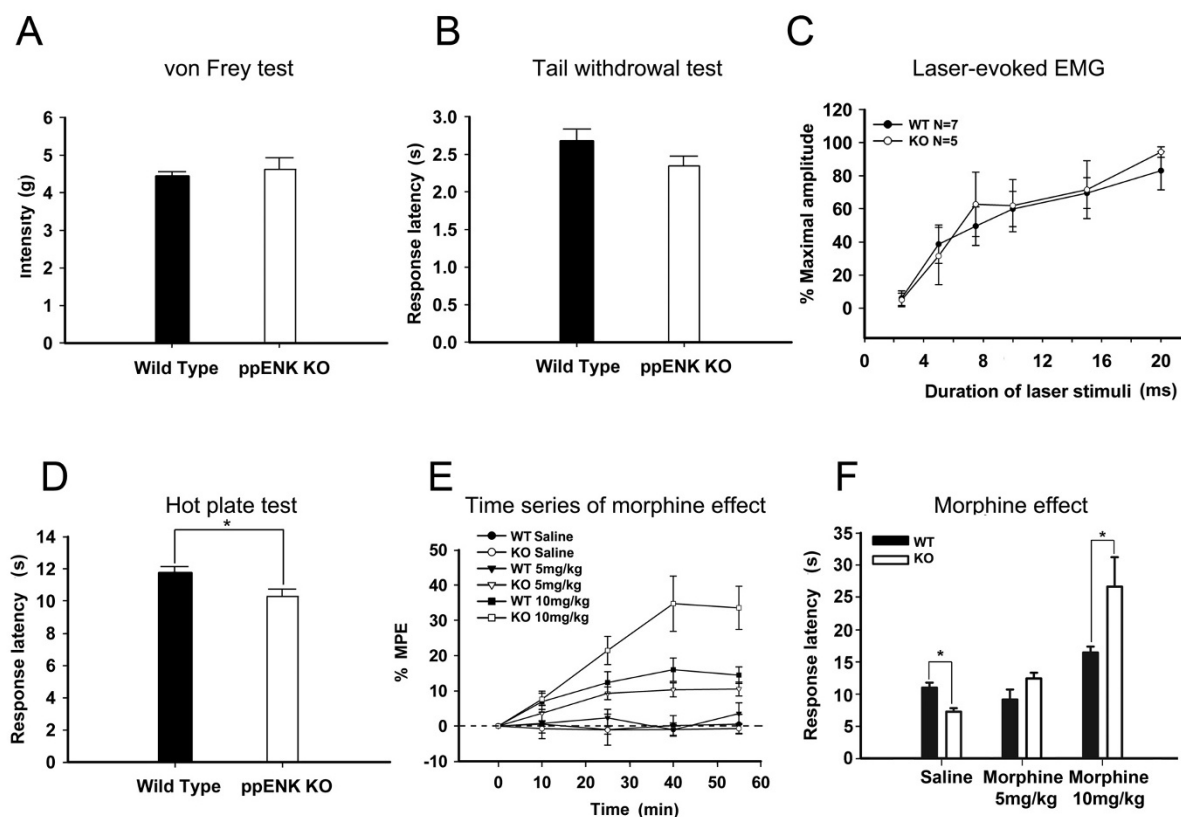 A
von Frey test
Intensity (g)
6
5
4
3
2
1
0
Wild Type ppENK KO
B
Tail withdrowal test
Response latency (s)
3.0
2.5
2.0
1.5
1.0
0.5
0.0
Wild Type ppENK KO
C
Laser-evoked EMG
WT N=7
KO N=5
% Maximal amplitude
120
100
80
60
40
20
0
0 4 8 12 16 20
Duration of laser stimuli (ms)
D
Hot plate test
*
Response latency (s)
14
12
10
8
6
4
2
0
Wild Type ppENK KO
E
Time series of morphine effect
WT Saline
KO Saline
WT 5mg/kg
KO 5mg/kg
WT 10mg/kg
KO 10mg/kg
% MPE
50
40
30
20
10
0
-10
0 10 20 30 40 50 60
Time (min)
F
Morphine effect
WT
KO
*
*
Response latency (s)
35
30
25
20
15
10
5
0
Saline Morphine Morphine
5mg/kg 10mg/kg